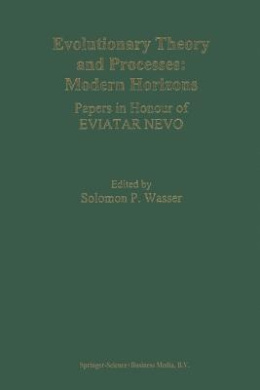 Evolutionary Theory
and Processes:
Modern Horizons
Papers in Honour of
EVIATAR NEVO
Edited by
Solomon P. Wasser
Springer-Science+Business Media, B.V.